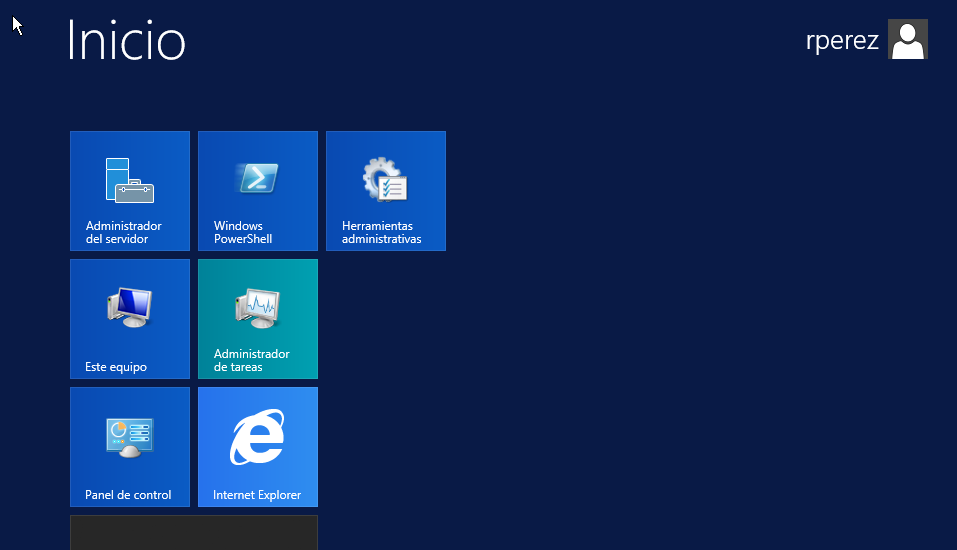 Inicio
rperez
Administrador
del servidor
Windows
PowerShell
Herramientas
administrativas
Este equipo
Administrador
de tareas
Panel de control
Internet Explorer